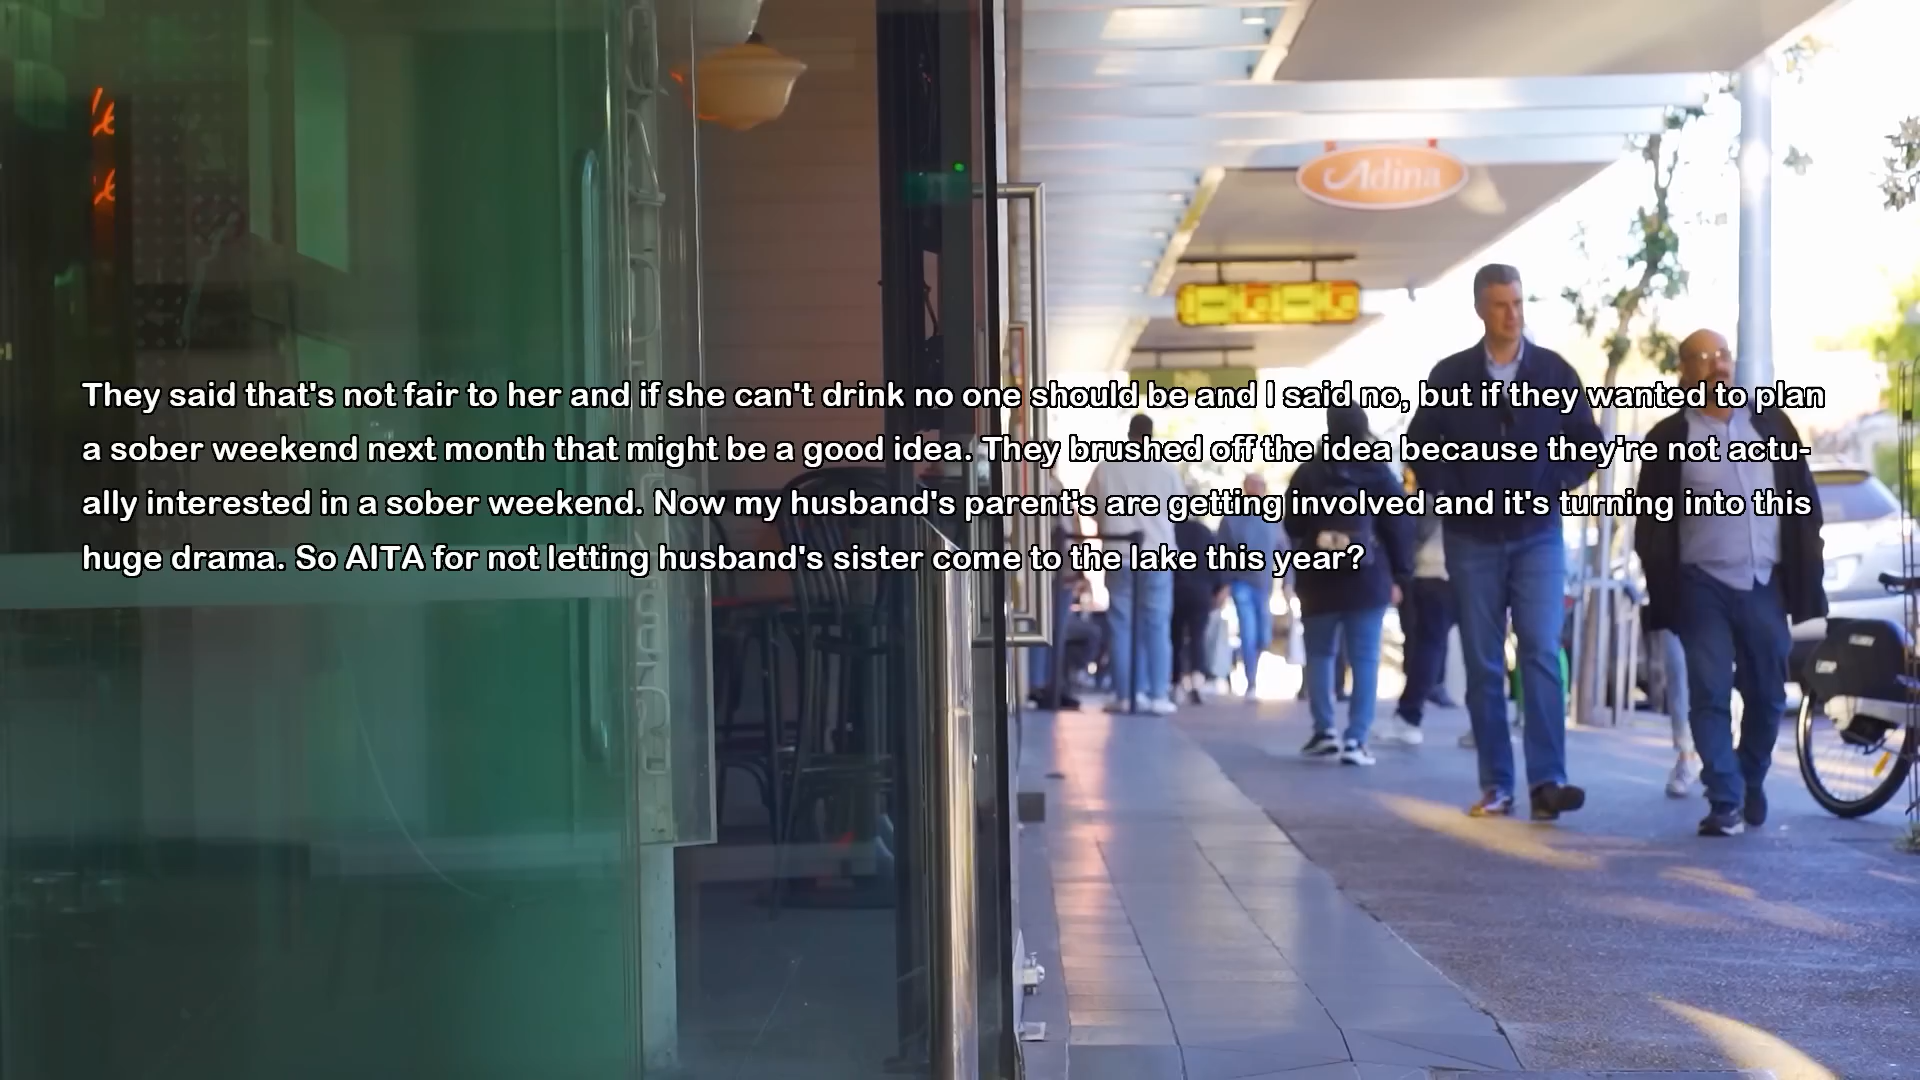 Adina
They said that's not fair to her and if she can't drink no one should be and I said no, but if they wanted to plan
a sober weekend next month that might be a good idea. They brushed off the idea because they're not actu-
ally interested in a sober weekend. Now my husband's parent's are getting involved and it's turning into this
huge drama. So AITA for not letting husband's sister come to the lake this year?